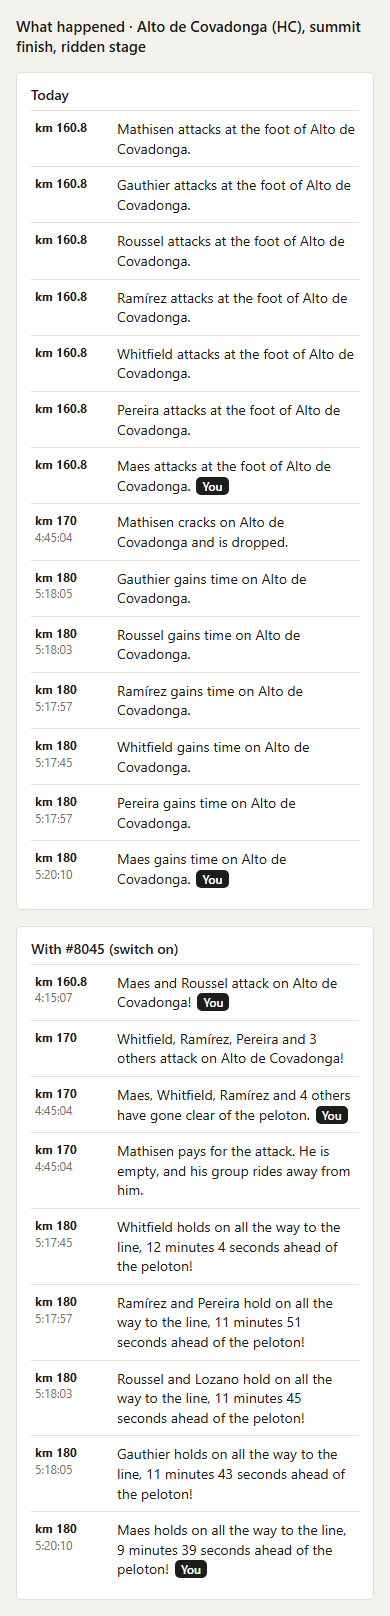 What happened · Alto de Covadonga (HC), summit
finish, ridden stage
Today
km 160.8
Mathisen attacks at the foot of Alto de
Covadonga.
km 160.8
Gauthier attacks at the foot of Alto de
Covadonga.
km 160.8
Roussel attacks at the foot of Alto de
Covadonga.
km 160.8
Ramírez attacks at the foot of Alto de
Covadonga.
km 160.8
Whitfield attacks at the foot of Alto de
Covadonga.
km 160.8
Pereira attacks at the foot of Alto de
Covadonga.
km 160.8
Maes attacks at the foot of Alto de
Covadonga. You
km 170
4:45:04
Mathisen cracks on Alto de
Covadonga and is dropped.
km 180
5:18:05
Gauthier gains time on Alto de
Covadonga.
km 180
5:18:03
Roussel gains time on Alto de
Covadonga.
km 180
5:17:57
Ramírez gains time on Alto de
Covadonga.
km 180
5:17:45
Whitfield gains time on Alto de
Covadonga.
km 180
5:17:57
Pereira gains time on Alto de
Covadonga.
km 180
5:20:10
Maes gains time on Alto de
Covadonga. You
With #8045 (switch on)
km 160.8
4:15:07
Maes and Roussel attack on Alto de
Covadonga! You
km 170
Whitfield, Ramírez, Pereira and 3
others attack on Alto de Covadonga!
km 170
4:45:04
Maes, Whitfield, Ramírez and 4 others
have gone clear of the peloton. You
km 170
4:45:04
Mathisen pays for the attack. He is
empty, and his group rides away from
him.
km 180
5:17:45
Whitfield holds on all the way to the
line, 12 minutes 4 seconds ahead of
the peloton!
km 180
5:17:57
Ramírez and Pereira hold on all the
way to the line, 11 minutes 51
seconds ahead of the peloton!
km 180
5:18:03
Roussel and Lozano hold on all the
way to the line, 11 minutes 45
seconds ahead of the peloton!
km 180
5:18:05
Gauthier holds on all the way to the
line, 11 minutes 43 seconds ahead of
the peloton!
km 180
5:20:10
Maes holds on all the way to the line,
9 minutes 39 seconds ahead of the
peloton! You